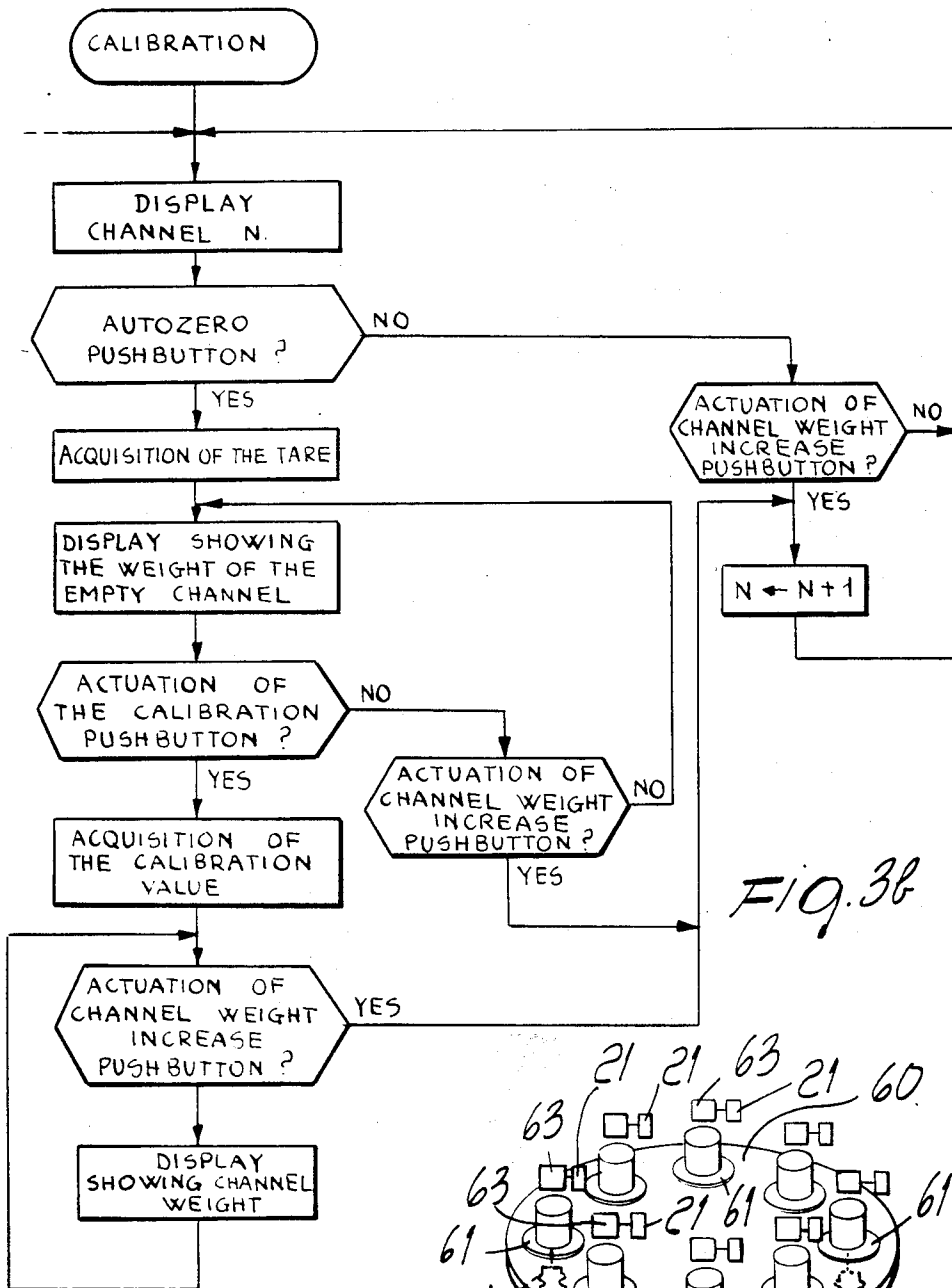 CALIBRATION
DISPLAY
CHANNEL N.
AUTOZERO
PUSHBUTTON ?
NO
YES
ACTUATION OF
CHANNEL WEIGHT
INCREASE
PUSHBUTTON ?
NO
YES
N ← N+1
ACQUISITION OF THE TARE
DISPLAY SHOWING
THE WEIGHT OF THE
EMPTY CHANNEL
ACTUATION OF
THE CALIBRATION
PUSHBUTTON ?
NO
YES
ACTUATION OF
CHANNEL WEIGHT
INCREASE
PUSHBUTTON ?
NO
YES
ACQUISITION OF
THE CALIBRATION
VALUE
ACTUATION OF
CHANNEL WEIGHT
INCREASE
PUSHBUTTON ?
YES
DISPLAY
SHOWING CHANNEL
WEIGHT
Fig.3b
63 21 21 63 21 60
63 21 61 61
61